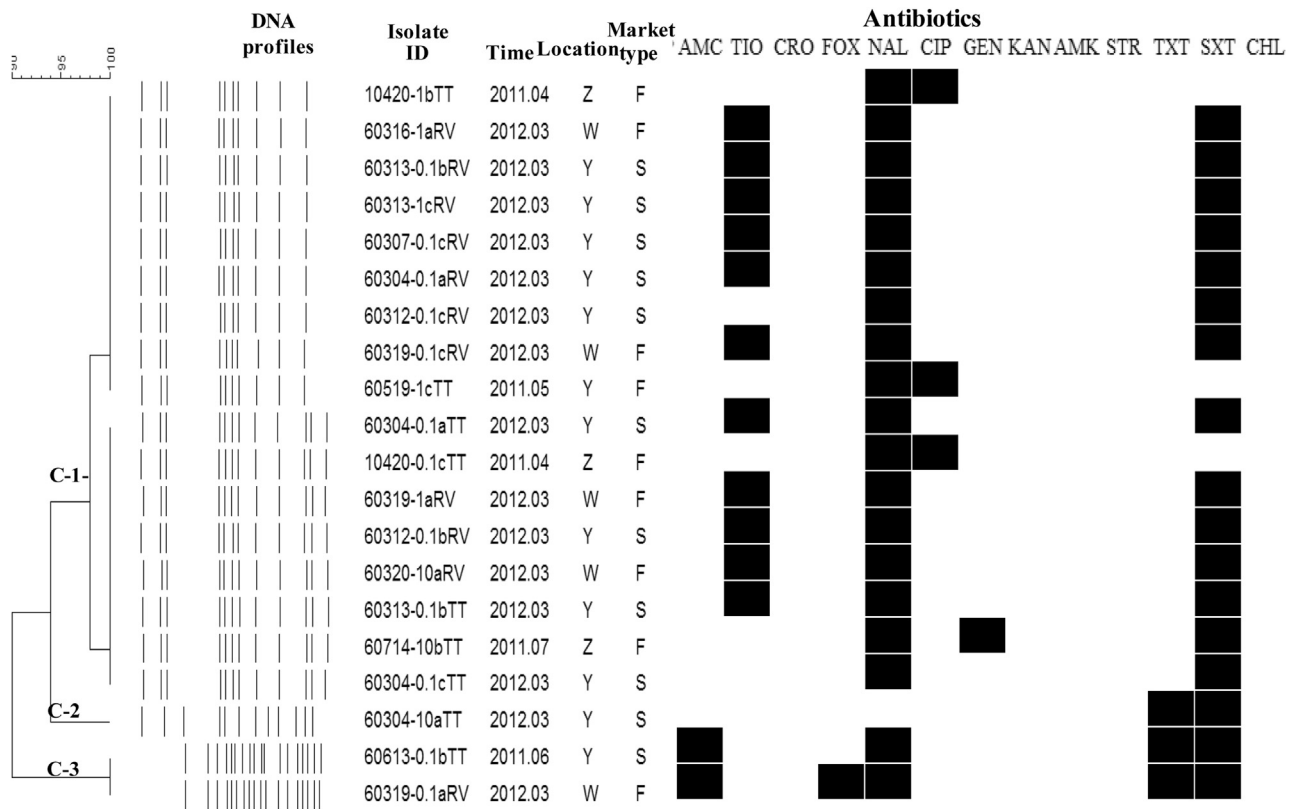 DNA profiles Isolate ID Time Location Market type Antibiotics
AMC TIO CRO FOX NAL CIP GEN KAN AMK STR TXT SXT CHL
90 95 100
10420-1bTT 2011.04 Z F
60316-1aRV 2012.03 W F
60313-0.1bRV 2012.03 Y S
60313-1cRV 2012.03 Y S
60307-0.1cRV 2012.03 Y S
60304-0.1aRV 2012.03 Y S
60312-0.1cRV 2012.03 Y S
60319-0.1cRV 2012.03 W F
60519-1cTT 2011.05 Y F
60304-0.1aTT 2012.03 Y S
C-1- 10420-0.1cTT 2011.04 Z F
60319-1aRV 2012.03 W F
60312-0.1bRV 2012.03 Y S
60320-10aRV 2012.03 W F
60313-0.1bTT 2012.03 Y S
60714-10bTT 2011.07 Z F
60304-0.1cTT 2012.03 Y S
C-2 60304-10aTT 2012.03 Y S
C-3 60613-0.1bTT 2011.06 Y S
60319-0.1aRV 2012.03 W F